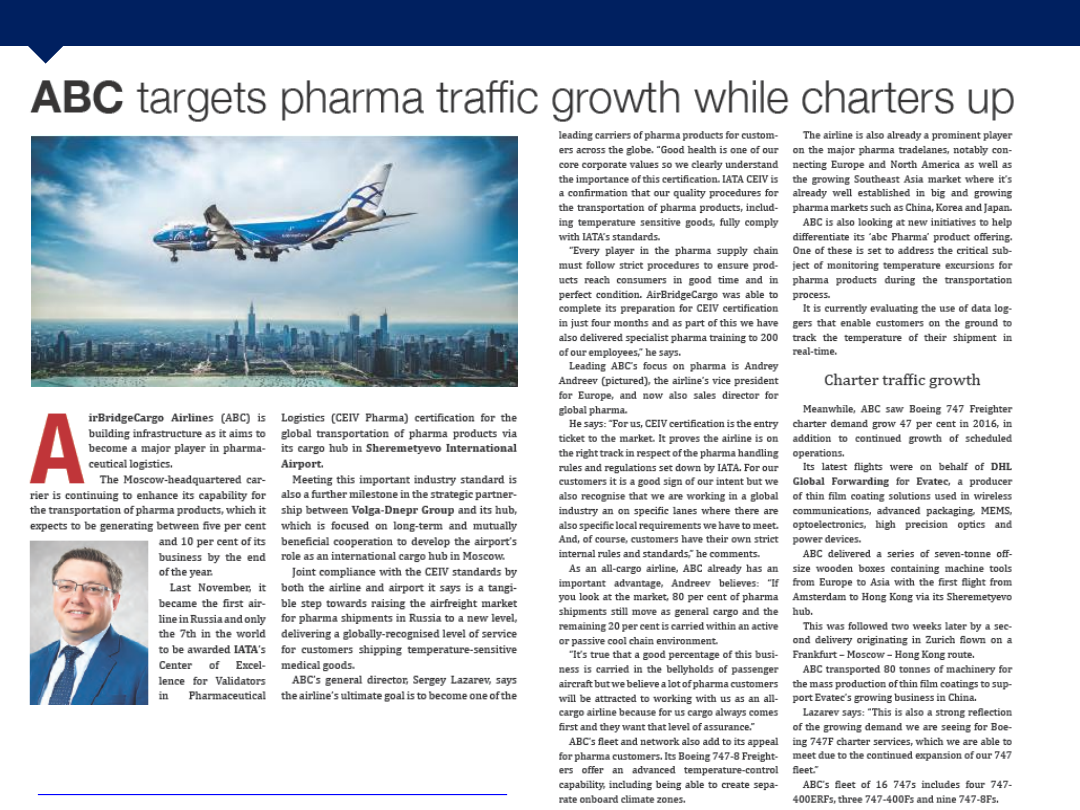 ABC targets pharma traffic growth while charters up
AirBridgeCargo Airlines (ABC) is
building infrastructure as it aims to
become a major player in pharma-
ceutical logistics.
The Moscow-headquartered car-
rier is continuing to enhance its capability for
the transportation of pharma products, which it
expects to be generating between five per cent
and 10 per cent of its
business by the end
of the year.
Last November, it
became the first air-
line in Russia and only
the 7th in the world
to be awarded IATA's
Center of Excel-
lence for Validators
in Pharmaceutical
Logistics (CEIV Pharma) certification for the
global transportation of pharma products via
its cargo hub in Sheremetyevo International
Airport.
Meeting this important industry standard is
also a further milestone in the strategic partner-
ship between Volga-Dnepr Group and its hub,
which is focused on long-term and mutually
beneficial cooperation to develop the airport's
role as an international cargo hub in Moscow.
Joint compliance with the CEIV standards by
both the airline and airport it says is a tangi-
ble step towards raising the airfreight market
for pharma shipments in Russia to a new level,
delivering a globally-recognised level of service
for customers shipping temperature-sensitive
medical goods.
ABC's general director, Sergey Lazarev, says
the airline's ultimate goal is to become one of the
leading carriers of pharma products for custom-
ers across the globe. "Good health is one of our
core corporate values so we clearly understand
the importance of this certification. IATA CEIV is
a confirmation that our quality procedures for
the transportation of pharma products, includ-
ing temperature sensitive goods, fully comply
with IATA's standards.
"Every player in the pharma supply chain
must follow strict procedures to ensure prod-
ucts reach consumers in good time and in
perfect condition. AirBridgeCargo was able to
complete its preparation for CEIV certification
in just four months and as part of this we have
also delivered specialist pharma training to 200
of our employees," he says.
Leading ABC's focus on pharma is Andrey
Andreev (pictured), the airline's vice president
for Europe, and now also sales director for
global pharma.
He says: "For us, CEIV certification is the entry
ticket to the market. It proves the airline is on
the right track in respect of the pharma handling
rules and regulations set down by IATA. For our
customers it is a good sign of our intent but we
also recognise that we are working in a global
industry an on specific lanes where there are
also specific local requirements we have to meet.
And, of course, customers have their own strict
internal rules and standards," he comments.
As an all-cargo airline, ABC already has an
important advantage, Andreev believes: "If
you look at the market, 80 per cent of pharma
shipments still move as general cargo and the
remaining 20 per cent is carried within an active
or passive cool chain environment.
"It's true that a good percentage of this busi-
ness is carried in the bellyholds of passenger
aircraft but we believe a lot of pharma customers
will be attracted to working with us as an all-
cargo airline because for us cargo always comes
first and they want that level of assurance."
ABC's fleet and network also add to its appeal
for pharma customers. Its Boeing 747-8 Freight-
ers offer an advanced temperature-control
capability, including being able to create sepa-
rate onboard climate zones.
The airline is also already a prominent player
on the major pharma tradelanes, notably con-
necting Europe and North America as well as
the growing Southeast Asia market where it's
already well established in big and growing
pharma markets such as China, Korea and Japan.
ABC is also looking at new initiatives to help
differentiate its 'abc Pharma' product offering.
One of these is set to address the critical sub-
ject of monitoring temperature excursions for
pharma products during the transportation
process.
It is currently evaluating the use of data log-
gers that enable customers on the ground to
track the temperature of their shipment in
real-time.
Charter traffic growth
Meanwhile, ABC saw Boeing 747 Freighter
charter demand grow 47 per cent in 2016, in
addition to continued growth of scheduled
operations.
Its latest flights were on behalf of DHL
Global Forwarding for Evatec, a producer
of thin film coating solutions used in wireless
communications, advanced packaging, MEMS,
optoelectronics, high precision optics and
power devices.
ABC delivered a series of seven-tonne off-
size wooden boxes containing machine tools
from Europe to Asia with the first flight from
Amsterdam to Hong Kong via its Sheremetyevo
hub.
This was followed two weeks later by a sec-
ond delivery originating in Zurich flown on a
Frankfurt – Moscow – Hong Kong route.
ABC transported 80 tonnes of machinery for
the mass production of thin film coatings to sup-
port Evatec's growing business in China.
Lazarev says: "This is also a strong reflection
of the growing demand we are seeing for Boe-
ing 747F charter services, which we are able to
meet due to the continued expansion of our 747
fleet."
ABC's fleet of 16 747s includes four 747-
400ERFs, three 747-400Fs and nine 747-8Fs.